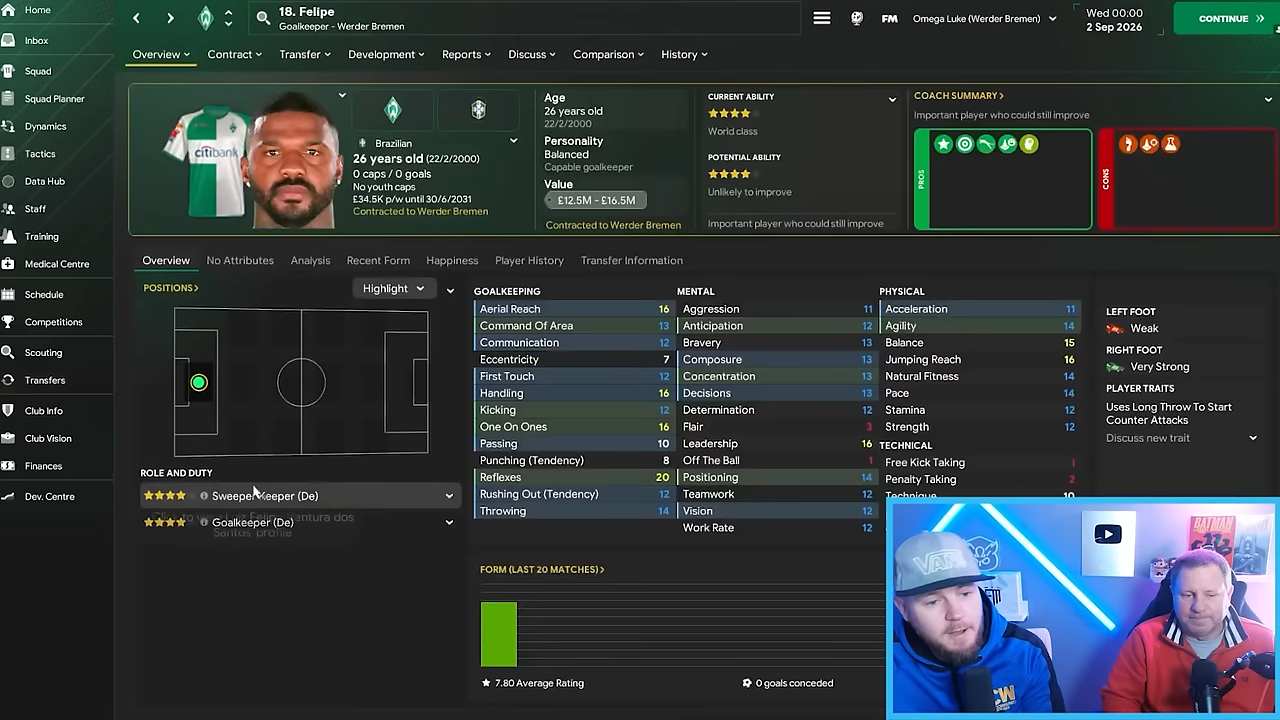 Home
Inbox
Squad
Squad Planner
Dynamics
Tactics
Data Hub
Staff
Training
Medical Centre
Schedule
Competitions
Scouting
Transfers
Club Info
Club Vision
Finances
Dev. Centre
18. Felipe
Goalkeeper - Werder Bremen
FM
Omega Luke (Werder Bremen)
Wed 00:00
2 Sep 2026
CONTINUE
Overview
Contract
Transfer
Development
Reports
Discuss
Comparison
History
citibank
Brazilian
26 years old (22/2/2000)
0 caps / 0 goals
No youth caps
£34.5K p/w until 30/6/2031
Contracted to Werder Bremen
Age
26 years old
22/2/2000
Personality
Balanced
Capable goalkeeper
Value
£12.5M - £16.5M
Contracted to Werder Bremen
CURRENT ABILITY
World class
POTENTIAL ABILITY
Unlikely to improve
Important player who could still improve
COACH SUMMARY
Important player who could still improve
PROS
CONS
Overview
No Attributes
Analysis
Recent Form
Happiness
Player History
Transfer Information
POSITIONS
Highlight
ROLE AND DUTY
Sweeper Keeper (De)
Goalkeeper (De)
Santos' profile
GOALKEEPING
Aerial Reach 16
Command Of Area 13
Communication 12
Eccentricity 7
First Touch 12
Handling 16
Kicking 12
One On Ones 16
Passing 10
Punching (Tendency) 8
Reflexes 20
Rushing Out (Tendency) 12
Throwing 14
MENTAL
Aggression 11
Anticipation 12
Bravery 13
Composure 13
Concentration 13
Decisions 13
Determination 12
Flair 3
Leadership 16
Off The Ball 1
Positioning 14
Teamwork 12
Vision 12
Work Rate 12
PHYSICAL
Acceleration 11
Agility 14
Balance 15
Jumping Reach 16
Natural Fitness 14
Pace 14
Stamina 12
Strength 12
TECHNICAL
Free Kick Taking 1
Penalty Taking 2
Technique 10
LEFT FOOT
Weak
RIGHT FOOT
Very Strong
PLAYER TRAITS
Uses Long Throw To Start
Counter Attacks
Discuss new trait
FORM (LAST 20 MATCHES)
7.80 Average Rating
0 goals conceded
VANS
BATMAN
CW